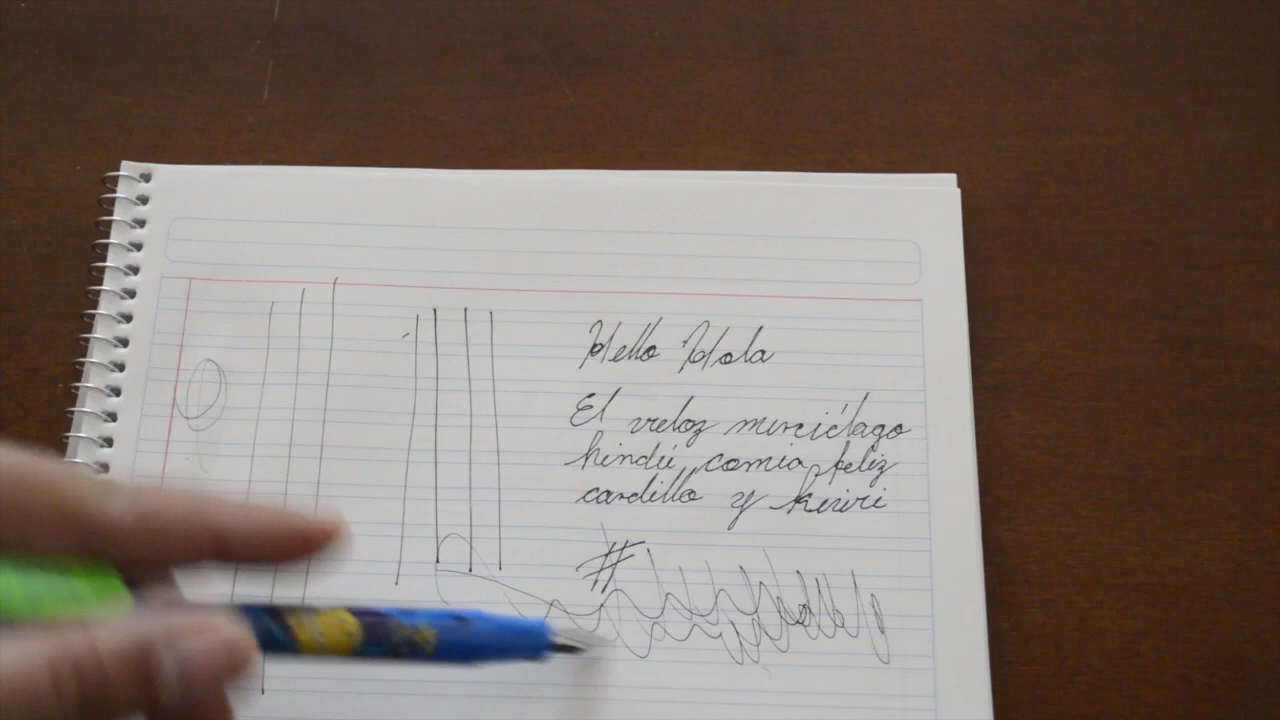 Hello Hola
El veloz murciélago
hindú comia feliz
cardillo y kiwi
#